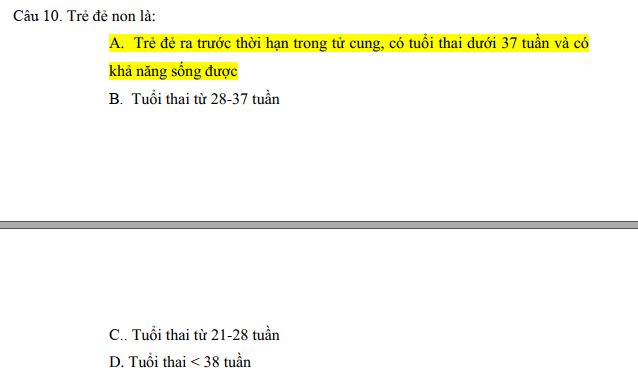 Câu 10. Trẻ đẻ non là:
A. Trẻ đẻ ra trước thời hạn trong tử cung, có tuổi thai dưới 37 tuần và có
khả năng sống được
B. Tuổi thai từ 28-37 tuần
C.. Tuổi thai từ 21-28 tuần
D. Tuổi thai < 38 tuần